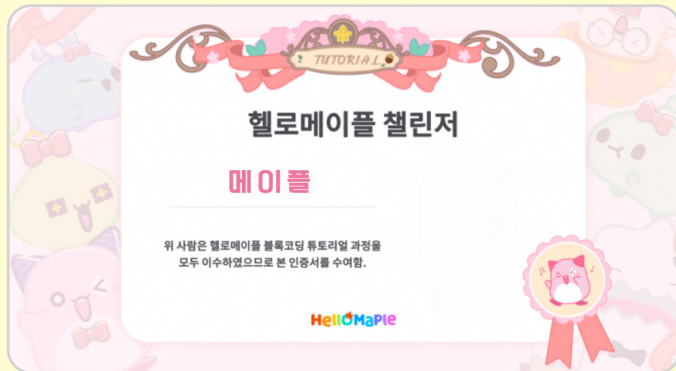 TUTORIAL
헬로메이플 챌린저
메이플
위 사람은 헬로메이플 블록코딩 튜토리얼 과정을
모두 이수하였으므로 본 인증서를 수여함.
HelloMaple